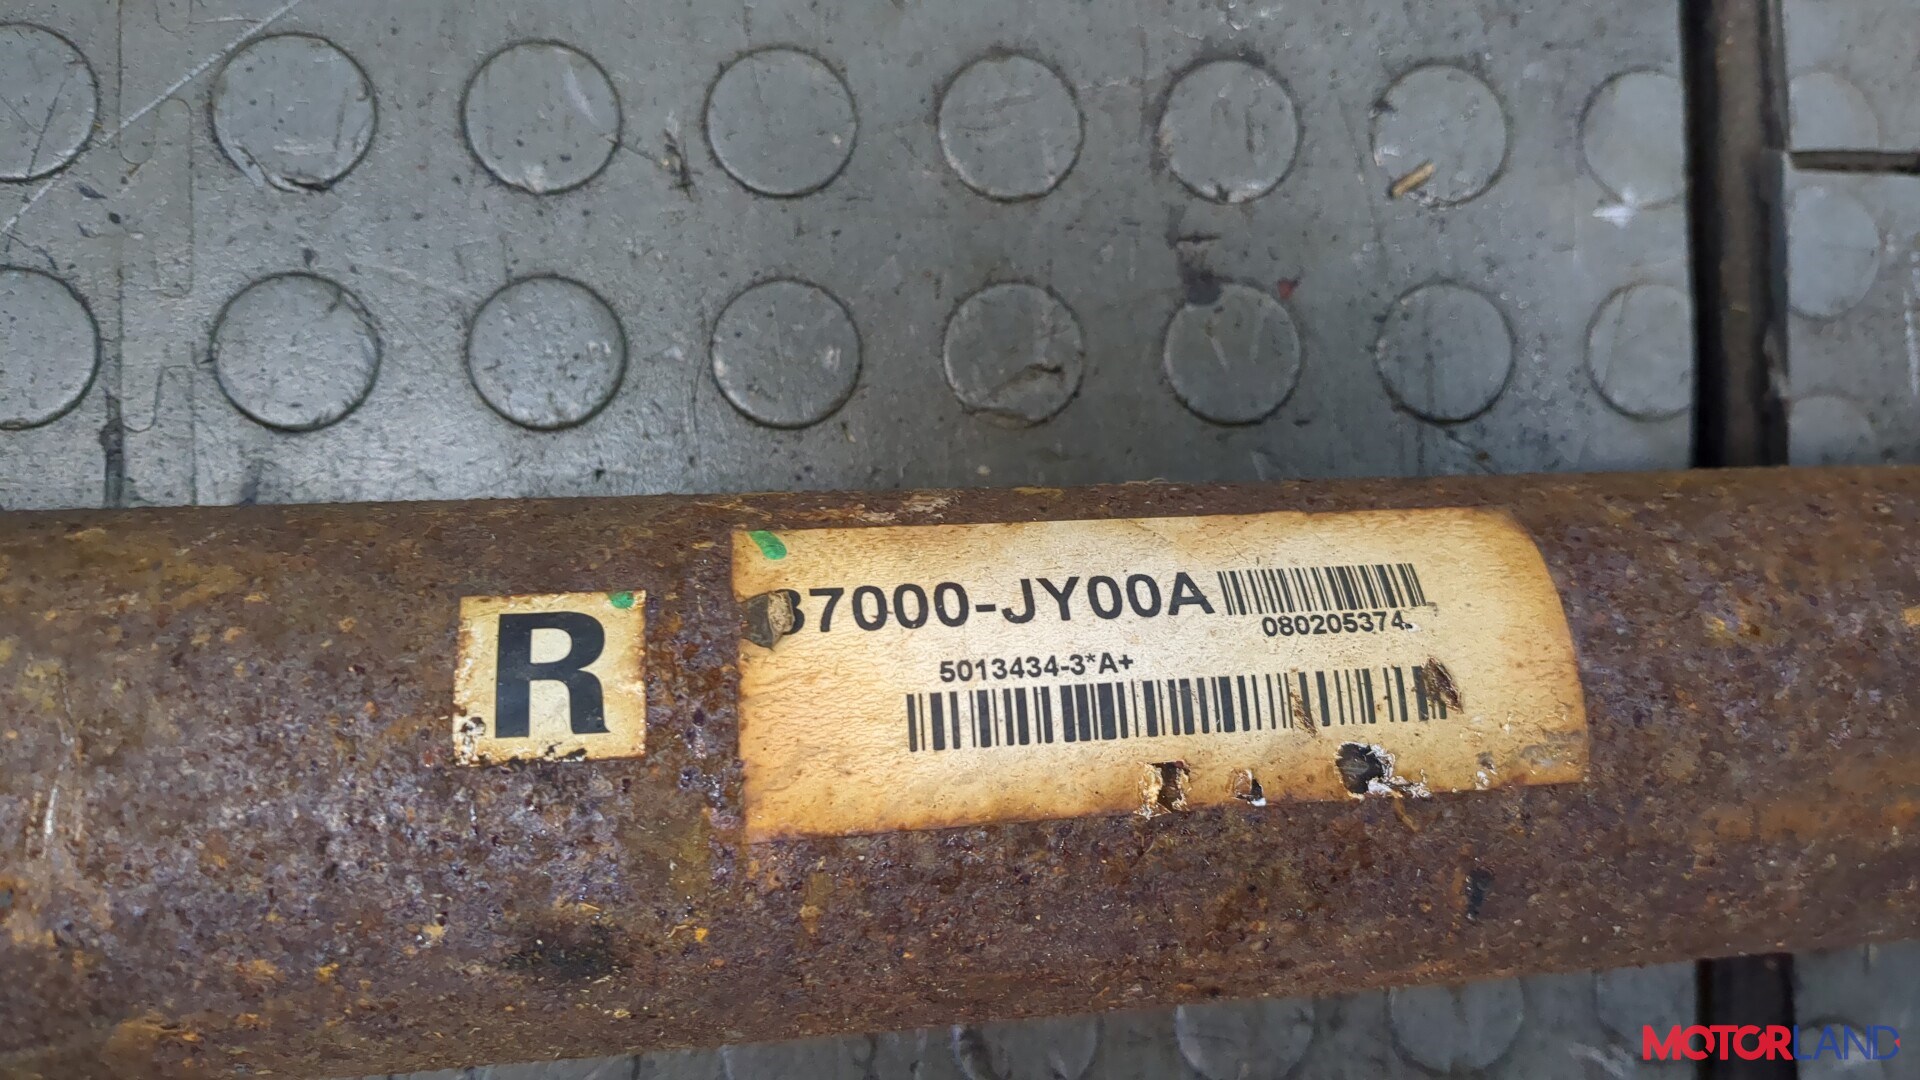 R
37000-JY00A
080205374
5013434-3*A+
MOTORLAND